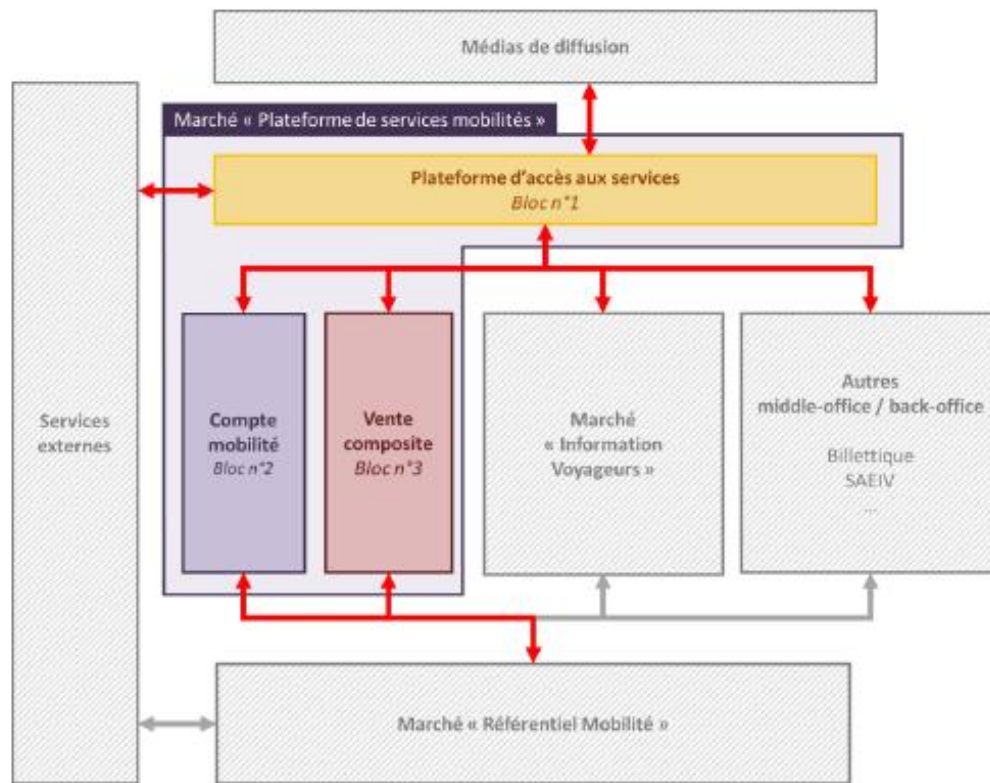 Médias de diffusion
Marché « Plateforme de services mobilités »
Plateforme d'accès aux services
Bloc n°1
Services
externes
Compte
mobilité
Bloc n°2
Vente
composite
Bloc n°3
Marché
« Information
Voyageurs »
Autres
middle-office / back-office
Billettique
SAEIV
...
Marché « Référentiel Mobilité »